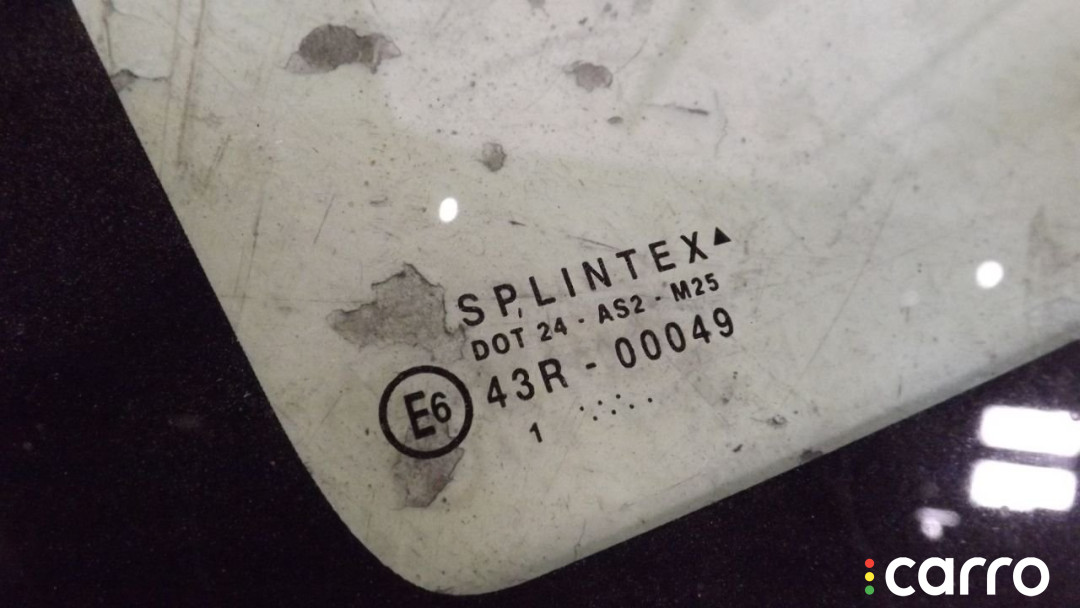 SPLINTEX▲
DOT 24 - AS2 - M25
E6 43R - 00049
1
carro